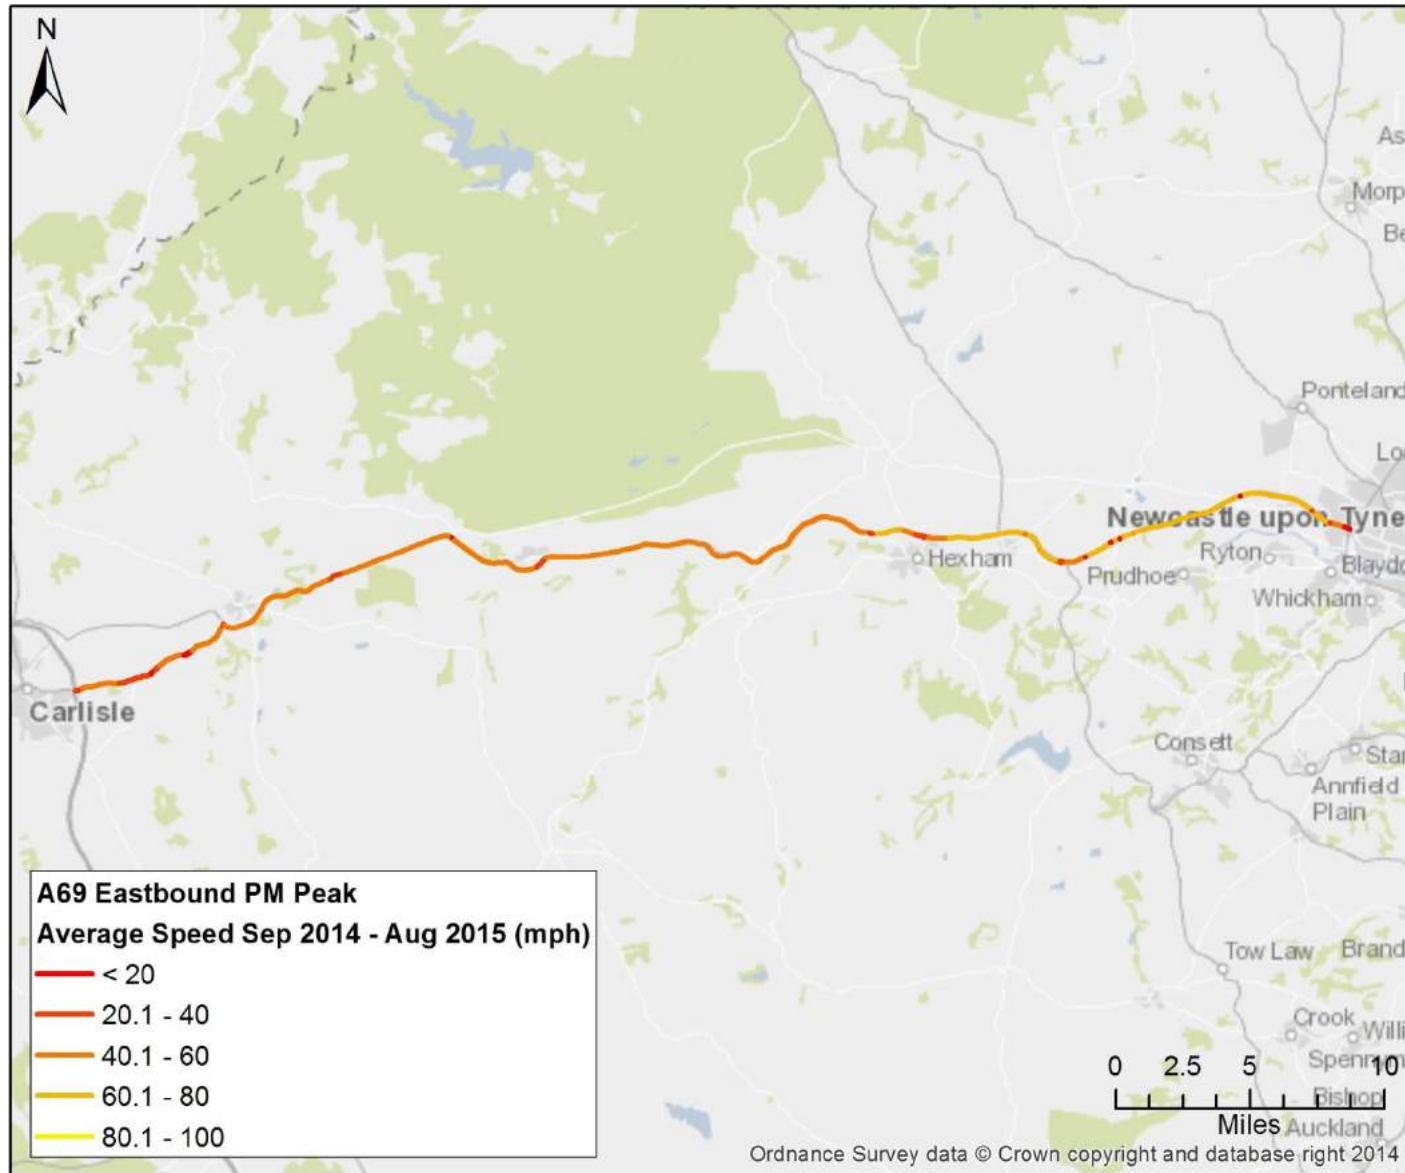 N
As
Morp
Be
Ponteland
Lo
Newcastle upon Tyne
Hexham
Ryton
Prudhoe
Blaydo
Whickham
Carlisle
Consett
Stan
Annfield
Plain
Tow Law
Brand
Crook
Willi
Spennym
Bishop
Auckland
A69 Eastbound PM Peak
Average Speed Sep 2014 - Aug 2015 (mph)
< 20
20.1 - 40
40.1 - 60
60.1 - 80
80.1 - 100
0 2.5 5 10
Miles
Ordnance Survey data © Crown copyright and database right 2014